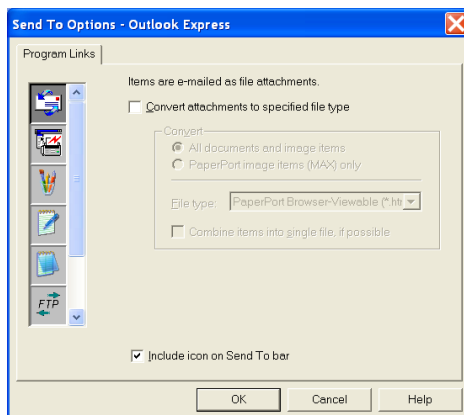 Send To Options - Outlook Express
Program Links
Items are e-mailed as file attachments.
Convert attachments to specified file type
Convert
All documents and image items
PaperPort image items (MAX) only
File type: PaperPort Browser-Viewable (*.htr
Combine items into single file, if possible
FTP
Include icon on Send To bar
OK Cancel Help